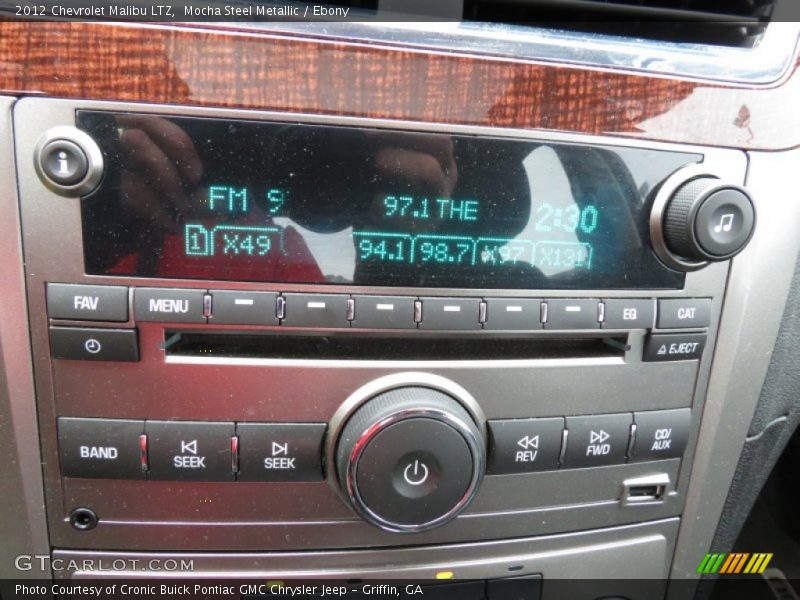 2012 Chevrolet Malibu LTZ, Mocha Steel Metallic / Ebony
i
FM 9 97.1 THE 2:30
1 X49 94.1 98.7 X97 X131
FAV MENU EQ CAT
EJECT
BAND SEEK SEEK REV FWD CD/AUX
GTCARLOT.COM
Photo Courtesy of Cronic Buick Pontiac GMC Chrysler Jeep - Griffin, GA